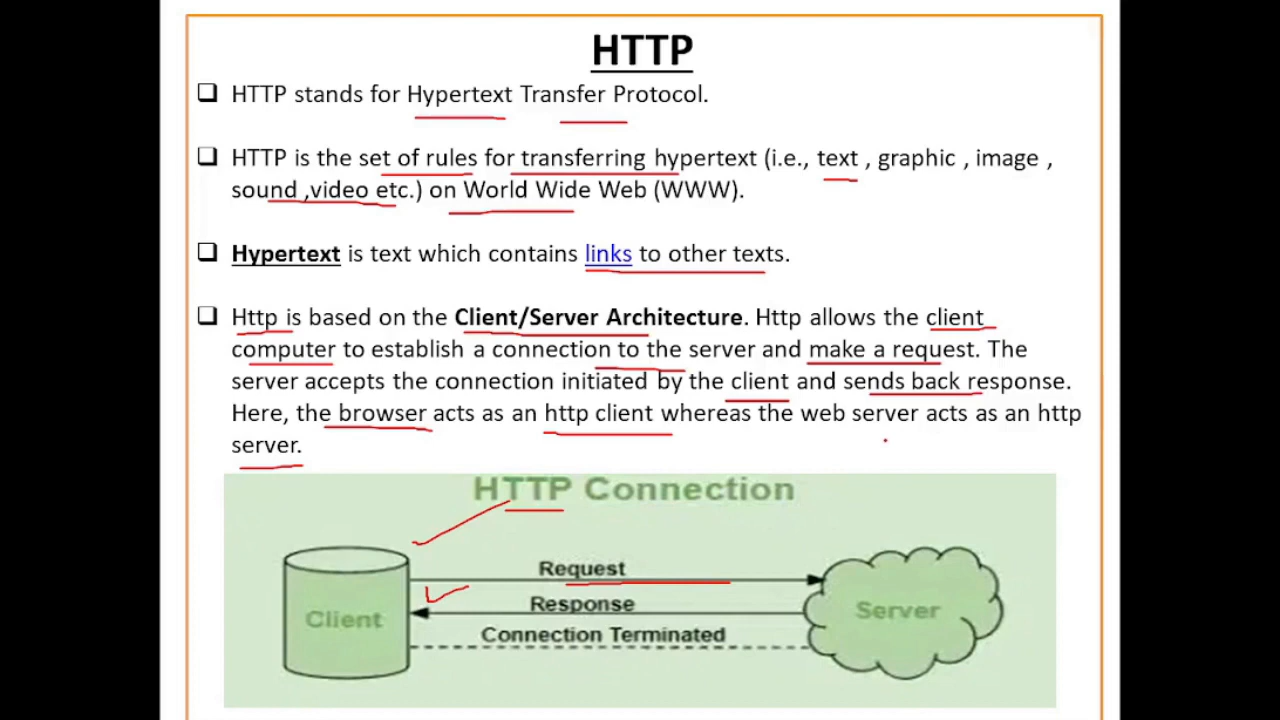 HTTP
HTTP stands for Hypertext Transfer Protocol.
HTTP is the set of rules for transferring hypertext (i.e., text , graphic , image ,
sound ,video etc.) on World Wide Web (WWW).
Hypertext is text which contains links to other texts.
Http is based on the Client/Server Architecture. Http allows the client
computer to establish a connection to the server and make a request. The
server accepts the connection initiated by the client and sends back response.
Here, the browser acts as an http client whereas the web server acts as an http
server.
HTTP Connection
Request
Response
Connection Terminated
Client
Server